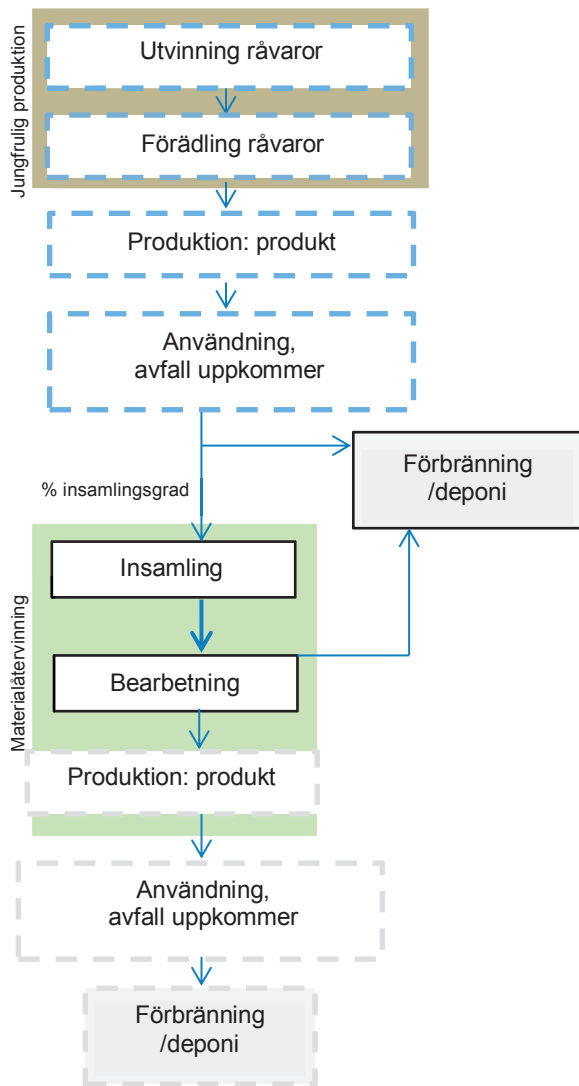 Jungfrulig produktion
Utvinning råvaror
Förädling råvaror
Produktion: produkt
Användning,
avfall uppkommer
Förbränning
/deponi
% insamlingsgrad
Materialåtervinning
Insamling
Bearbetning
Produktion: produkt
Användning,
avfall uppkommer
Förbränning
/deponi